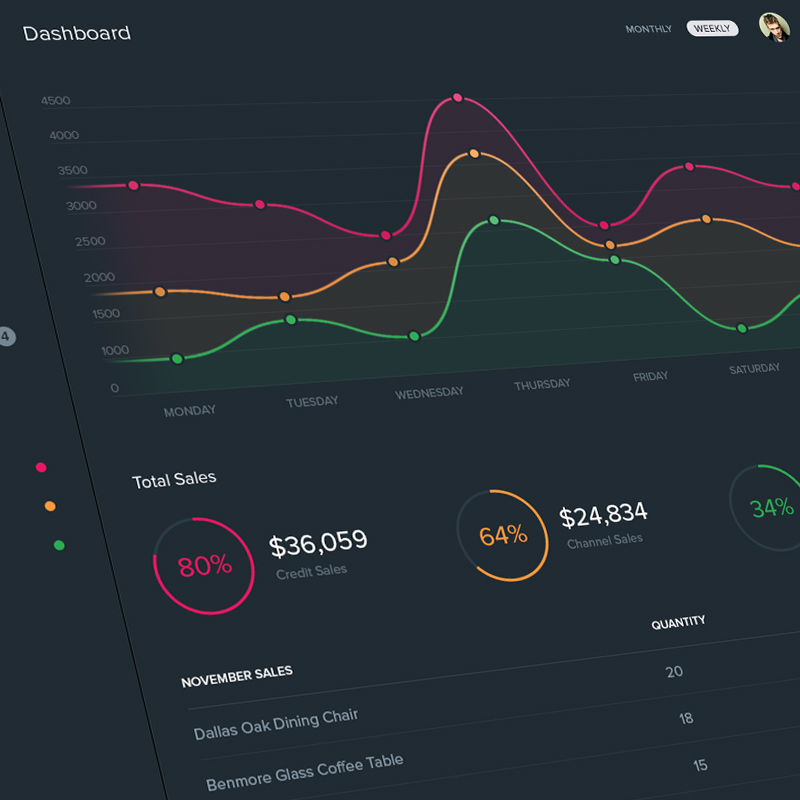 Dashboard
MONTHLY WEEKLY
4500
4000
3500
3000
2500
2000
1500
1000
0
4
MONDAY TUESDAY WEDNESDAY THURSDAY FRIDAY SATURDAY
Total Sales
80% $36,059 Credit Sales
64% $24,834 Channel Sales
34%
NOVEMBER SALES QUANTITY
Dallas Oak Dining Chair 20
Benmore Glass Coffee Table 18
15